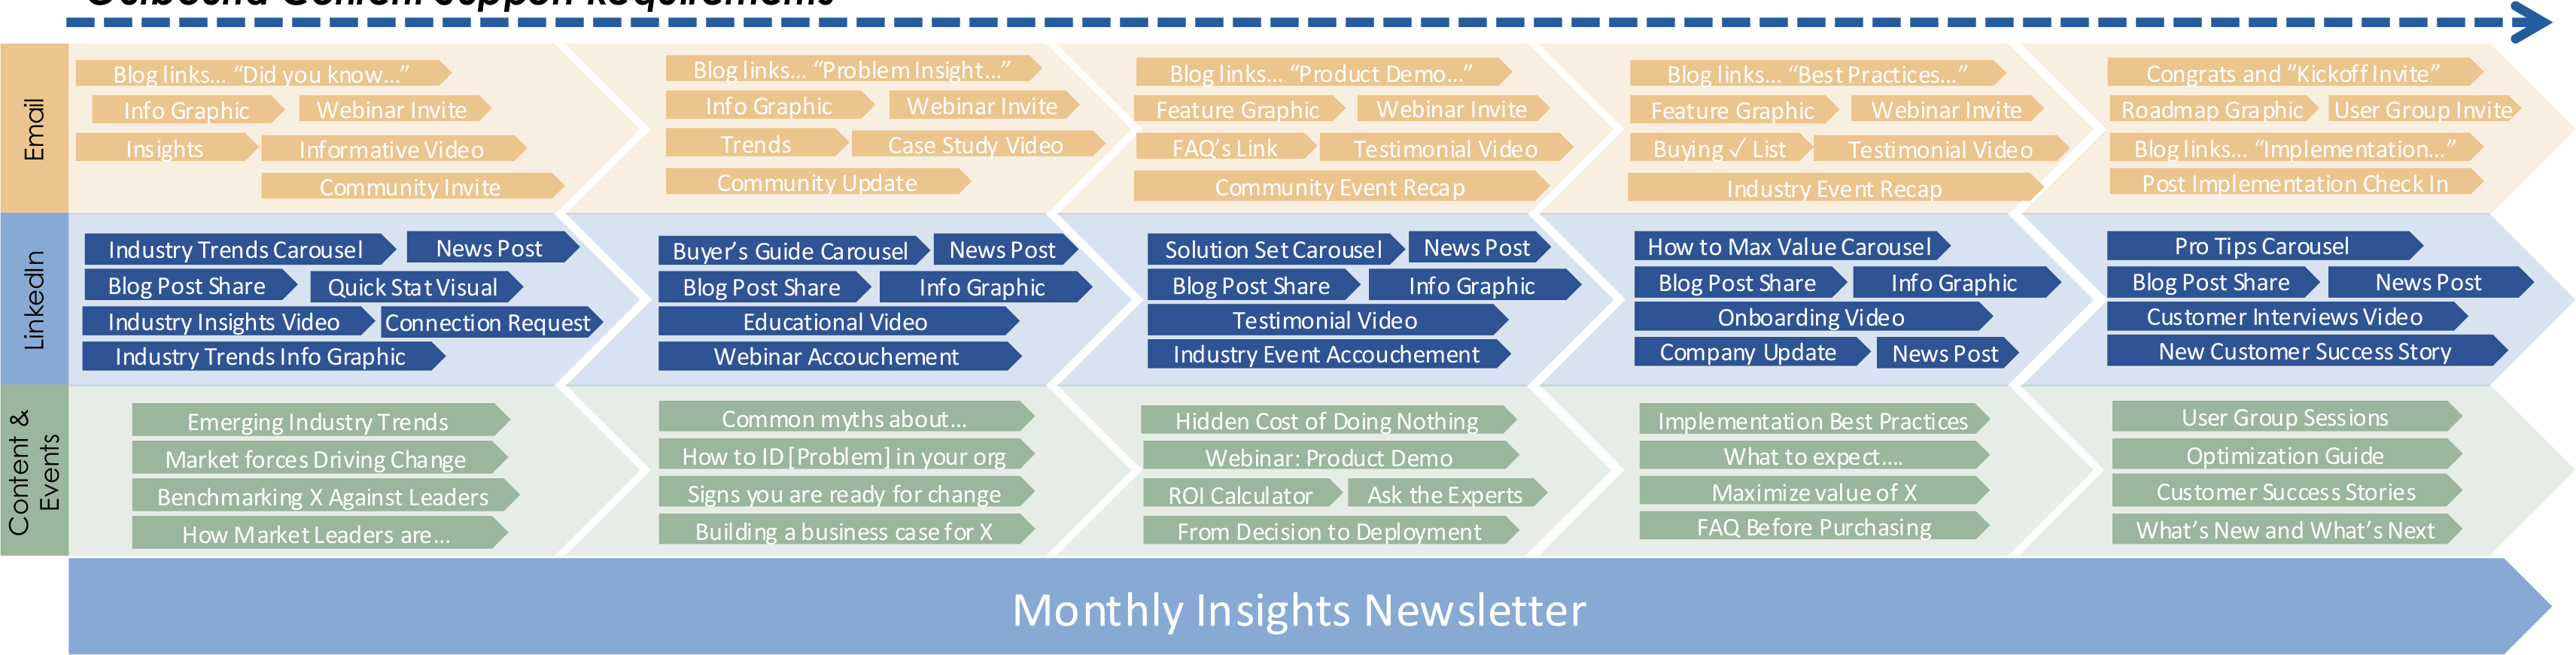 Outbound Content Support Requirements
Email
Blog links... “Did you know...”
Info Graphic
Webinar Invite
Insights
Informative Video
Community Invite
Blog links... “Problem Insight...”
Info Graphic
Webinar Invite
Trends
Case Study Video
Community Update
Blog links... “Product Demo...”
Feature Graphic
Webinar Invite
FAQ’s Link
Testimonial Video
Community Event Recap
Blog links... “Best Practices...”
Feature Graphic
Webinar Invite
Buying ✓ List
Testimonial Video
Industry Event Recap
Congrats and ”Kickoff Invite”
Roadmap Graphic
User Group Invite
Blog links... “Implementation...”
Post Implementation Check In
LinkedIn
Industry Trends Carousel
News Post
Blog Post Share
Quick Stat Visual
Industry Insights Video
Connection Request
Industry Trends Info Graphic
Buyer’s Guide Carousel
News Post
Blog Post Share
Info Graphic
Educational Video
Webinar Accouchement
Solution Set Carousel
News Post
Blog Post Share
Info Graphic
Testimonial Video
Industry Event Accouchement
How to Max Value Carousel
Blog Post Share
Info Graphic
Onboarding Video
Company Update
News Post
Pro Tips Carousel
Blog Post Share
News Post
Customer Interviews Video
New Customer Success Story
Content &
Events
Emerging Industry Trends
Market forces Driving Change
Benchmarking X Against Leaders
How Market Leaders are...
Common myths about...
How to ID [Problem] in your org
Signs you are ready for change
Building a business case for X
Hidden Cost of Doing Nothing
Webinar: Product Demo
ROI Calculator
Ask the Experts
From Decision to Deployment
Implementation Best Practices
What to expect....
Maximize value of X
FAQ Before Purchasing
User Group Sessions
Optimization Guide
Customer Success Stories
What’s New and What’s Next
Monthly Insights Newsletter